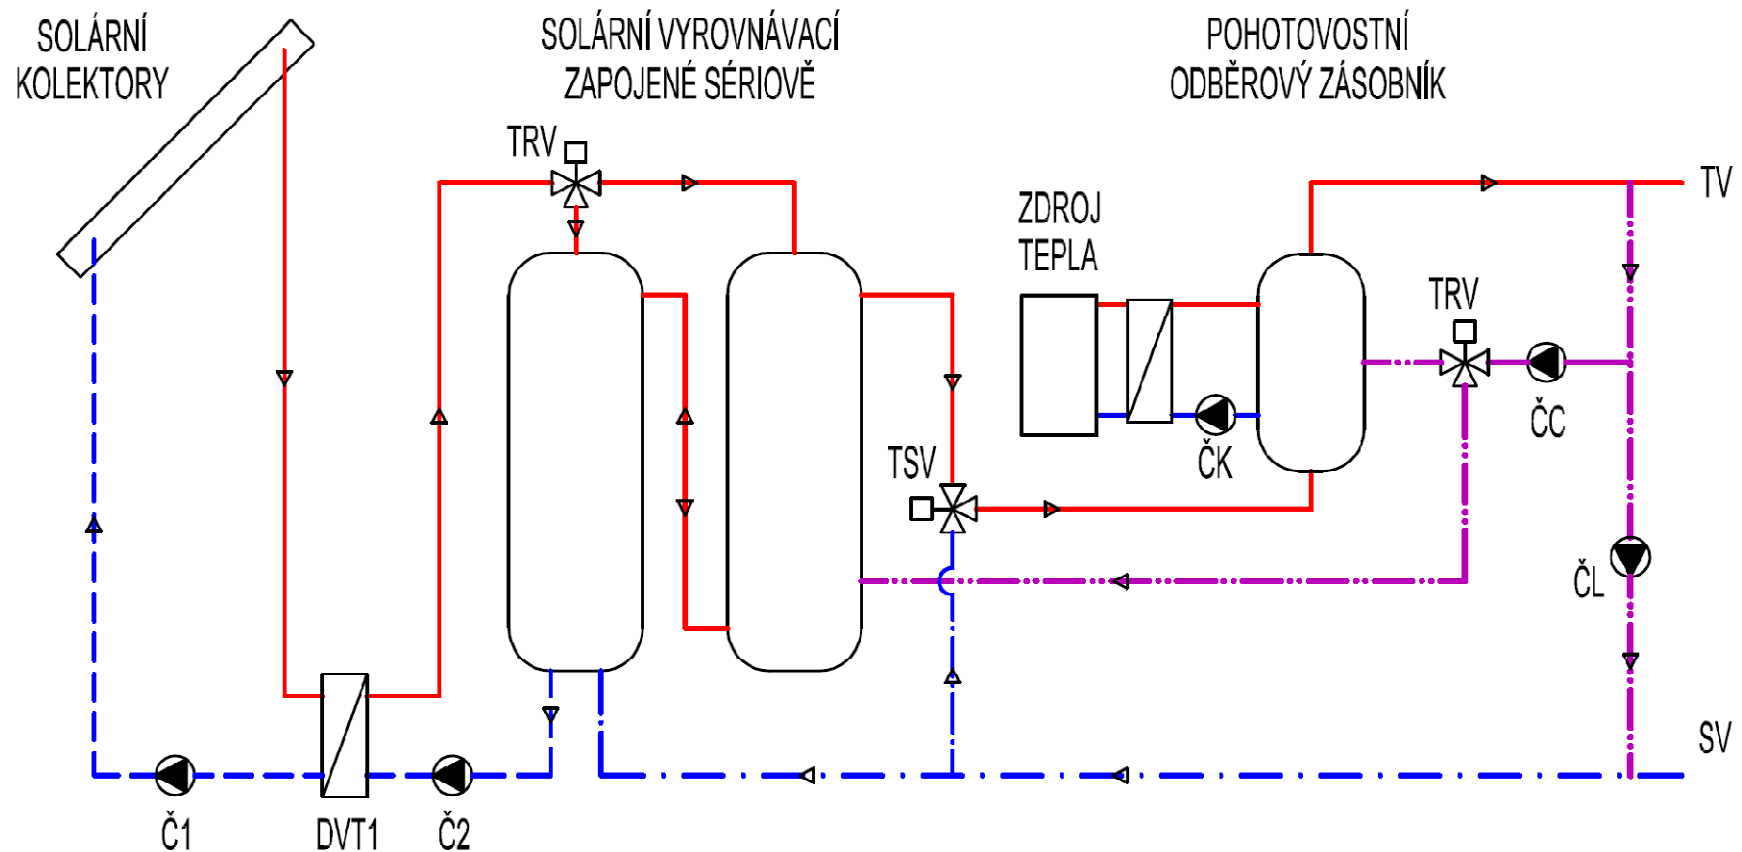 SOLÁRNÍ
KOLEKTORY
SOLÁRNÍ VYROVNÁVACÍ
ZAPOJENÉ SÉRIOVĚ
POHOTOVOSTNÍ
ODBĚROVÝ ZÁSOBNÍK
TRV
ZDROJ
TEPLA
TV
TRV
ČC
TSV
ČK
ČL
SV
Č1
DVT1
Č2